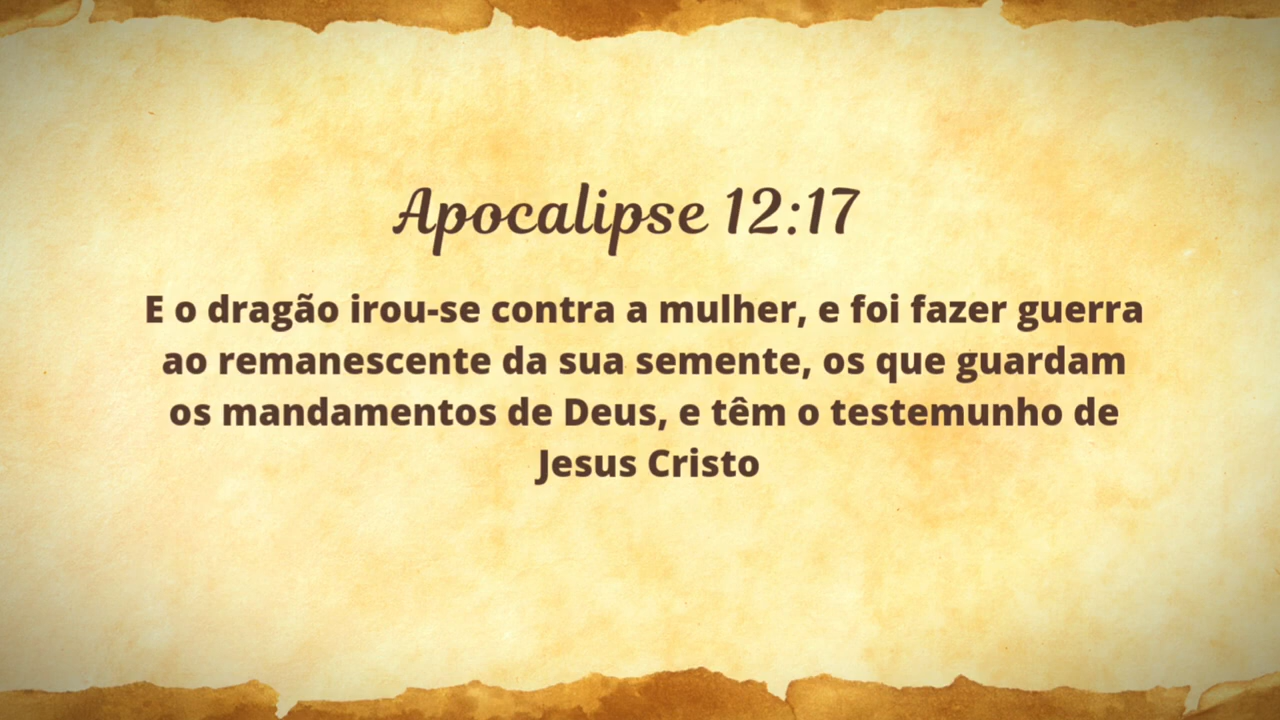 Apocalipse 12:17
E o dragão irou-se contra a mulher, e foi fazer guerra
ao remanescente da sua semente, os que guardam
os mandamentos de Deus, e têm o testemunho de
Jesus Cristo